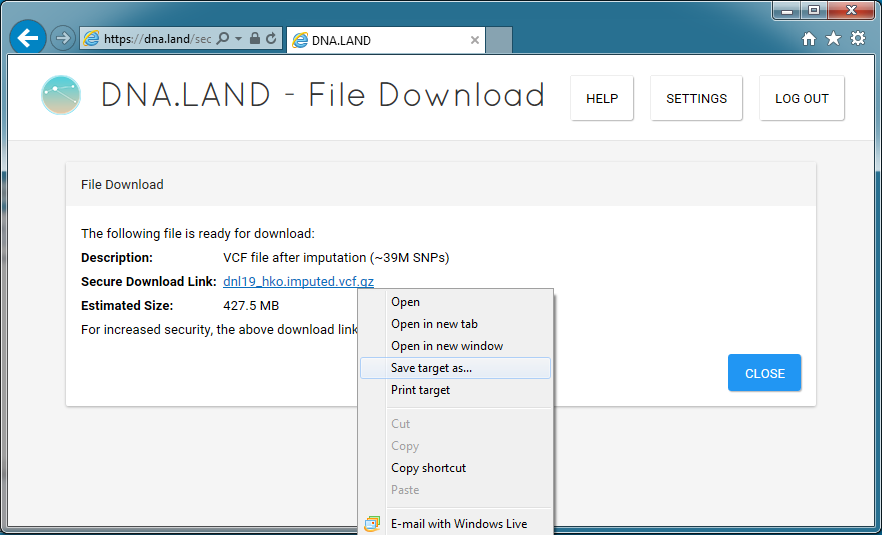 https://dna.land/sec
DNA.LAND
DNA.LAND - File Download
HELP
SETTINGS
LOG OUT
File Download
The following file is ready for download:
Description: VCF file after imputation (~39M SNPs)
Secure Download Link: dnl19_hko.imputed.vcf.gz
Estimated Size: 427.5 MB
For increased security, the above download link
CLOSE
Open
Open in new tab
Open in new window
Save target as...
Print target
Cut
Copy
Copy shortcut
Paste
E-mail with Windows Live